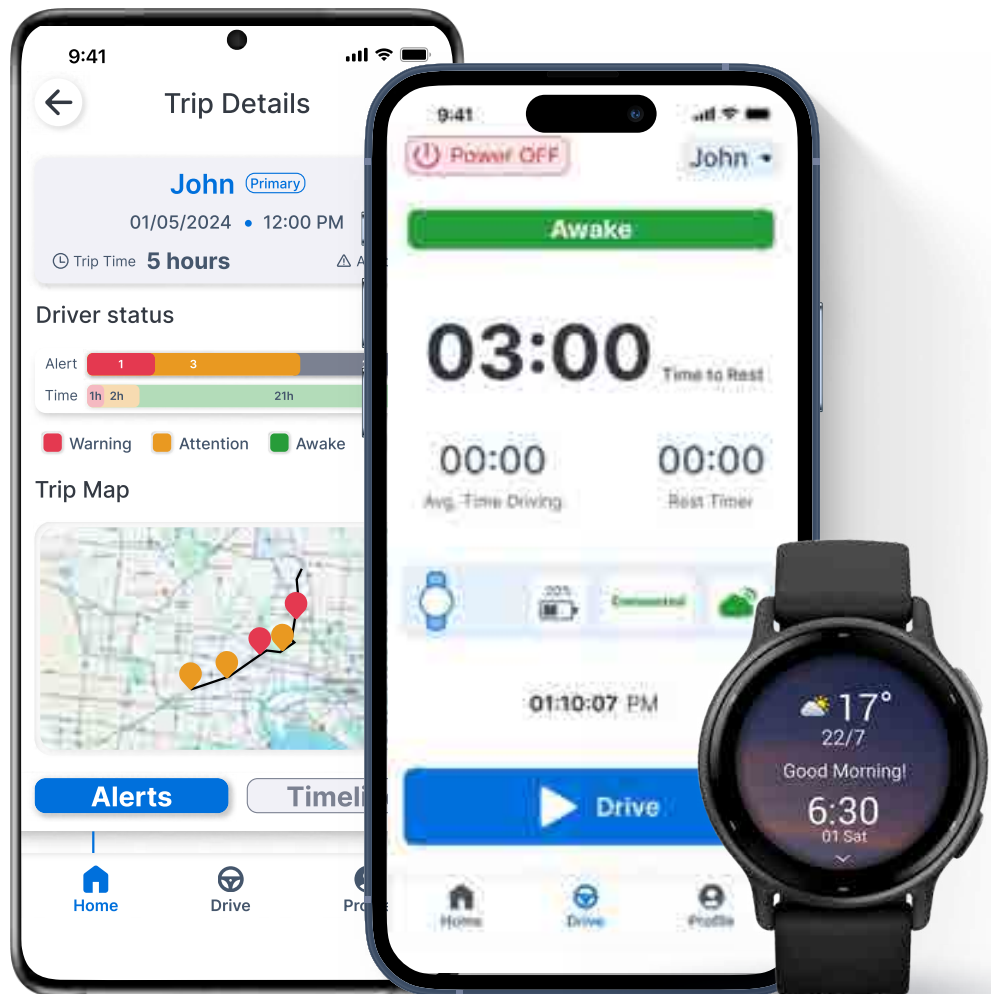 9:41
Trip Details
John Primary
01/05/2024 • 12:00 PM
Trip Time 5 hours
Driver status
Alert 1 3
Time 1h 2h 21h
Warning Attention Awake
Trip Map
Alerts Timeli
Home Drive
9:41
Power OFF John
Awake
03:00 Time to Rest
00:00 00:00
Avg. Time Driving Rest Timer
Connected
01:10:07 PM
Drive
Home Drive Profile
17°
22/7
Good Morning!
6:30
01 Sat